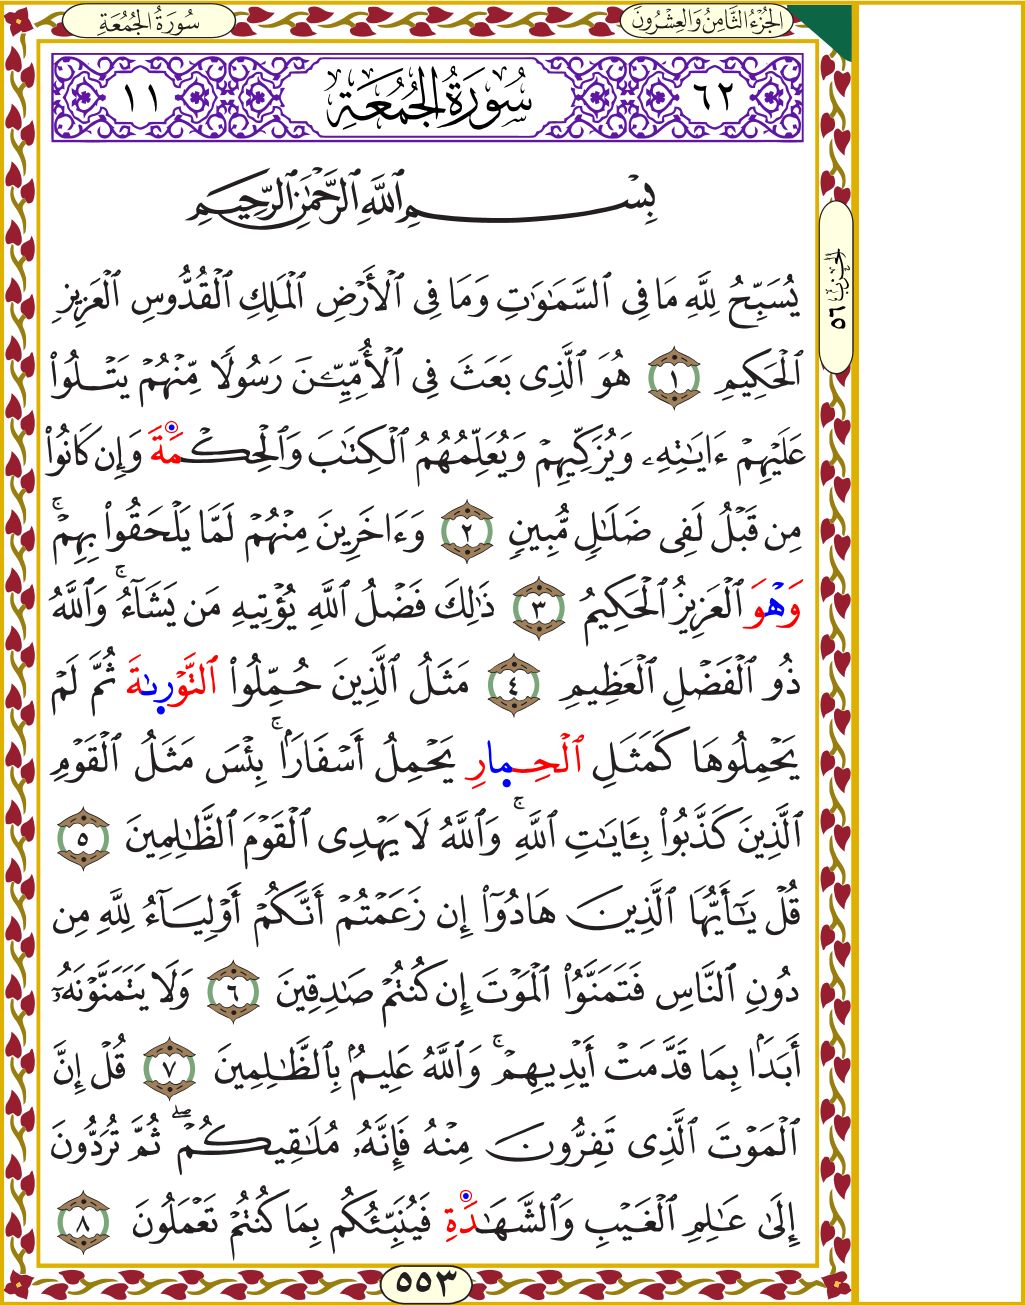 الجُزْءُ الثَّامِنُ وَالعِشْرُونَ
سُورَةُ الجُمُعَةِ
٦٢ سُورَةُ الجُمُعَةِ ١١
بِسْمِ ٱللَّهِ ٱلرَّحْمَٰنِ ٱلرَّحِيمِ
يُسَبِّحُ لِلَّهِ مَا فِى ٱلسَّمَٰوَٰتِ وَمَا فِى ٱلْأَرْضِ ٱلْمَلِكِ ٱلْقُدُّوسِ ٱلْعَزِيزِ
ٱلْحَكِيمِ ١ هُوَ ٱلَّذِى بَعَثَ فِى ٱلْأُمِّيِّـۧنَ رَسُولًا مِّنْهُمْ يَتْلُوا۟
عَلَيْهِمْ ءَايَٰتِهِۦ وَيُزَكِّيهِمْ وَيُعَلِّمُهُمُ ٱلْكِتَٰبَ وَٱلْحِكْمَةَ وَإِن كَانُوا۟
مِن قَبْلُ لَفِى ضَلَٰلٍ مُّبِينٍ ٢ وَءَاخَرِينَ مِنْهُمْ لَمَّا يَلْحَقُوا۟ بِهِمْ ۚ
وَهْوَ ٱلْعَزِيزُ ٱلْحَكِيمُ ٣ ذَٰلِكَ فَضْلُ ٱللَّهِ يُؤْتِيهِ مَن يَشَآءُ ۚ وَٱللَّهُ
ذُو ٱلْفَضْلِ ٱلْعَظِيمِ ٤ مَثَلُ ٱلَّذِينَ حُمِّلُوا۟ ٱلتَّوْرَىٰةَ ثُمَّ لَمْ
يَحْمِلُوهَا كَمَثَلِ ٱلْحِمَارِ يَحْمِلُ أَسْفَارًۢا ۚ بِئْسَ مَثَلُ ٱلْقَوْمِ
ٱلَّذِينَ كَذَّبُوا۟ بِـَٔايَٰتِ ٱللَّهِ ۚ وَٱللَّهُ لَا يَهْدِى ٱلْقَوْمَ ٱلظَّٰلِمِينَ ٥
قُلْ يَٰٓأَيُّهَا ٱلَّذِينَ هَادُوٓا۟ إِن زَعَمْتُمْ أَنَّكُمْ أَوْلِيَآءُ لِلَّهِ مِن
دُونِ ٱلنَّاسِ فَتَمَنَّوُا۟ ٱلْمَوْتَ إِن كُنتُمْ صَٰدِقِينَ ٦ وَلَا يَتَمَنَّوْنَهُۥٓ
أَبَدًۢا بِمَا قَدَّمَتْ أَيْدِيهِمْ ۚ وَٱللَّهُ عَلِيمٌۢ بِٱلظَّٰلِمِينَ ٧ قُلْ إِنَّ
ٱلْمَوْتَ ٱلَّذِى تَفِرُّونَ مِنْهُ فَإِنَّهُۥ مُلَٰقِيكُمْ ۖ ثُمَّ تُرَدُّونَ
إِلَىٰ عَٰلِمِ ٱلْغَيْبِ وَٱلشَّهَٰدَةِ فَيُنَبِّئُكُم بِمَا كُنتُمْ تَعْمَلُونَ ٨
٥٥٣
الحزب ٥٦